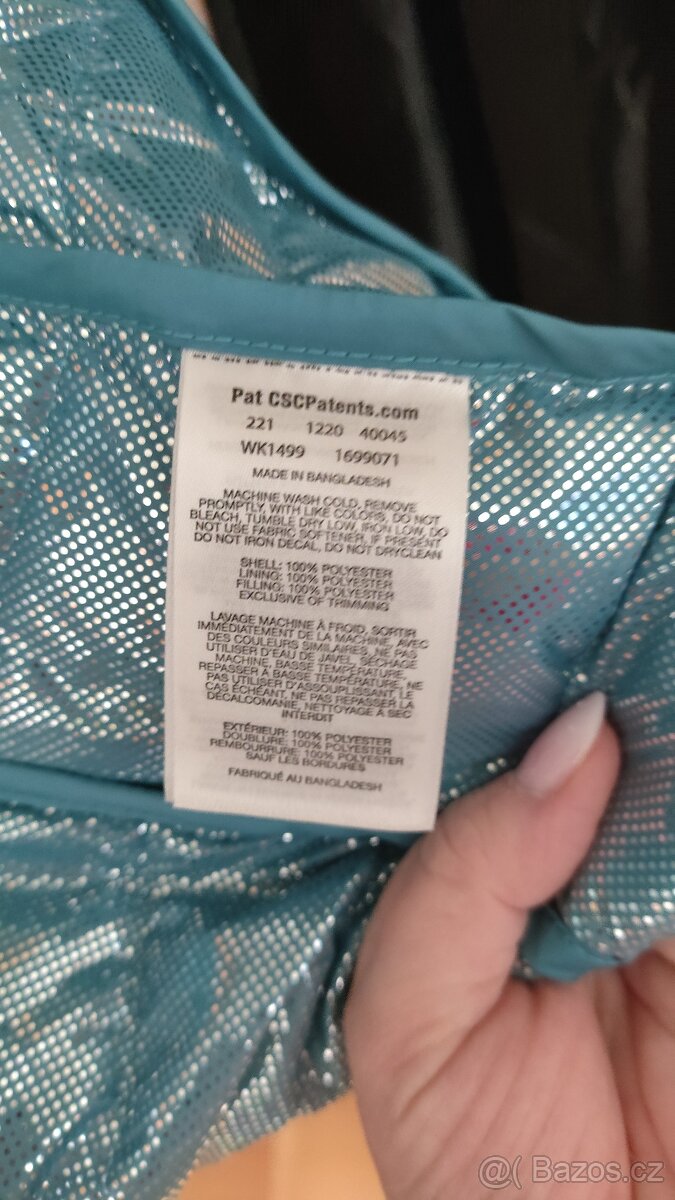 Pat CSCPatents.com
221 1220 40045
WK1499 1699071
MADE IN BANGLADESH
MACHINE WASH COLD, REMOVE
PROMPTLY, WITH LIKE COLORS, DO NOT
BLEACH, TUMBLE DRY LOW, IRON LOW, DO
NOT USE FABRIC SOFTENER, IF PRESENT
DO NOT IRON DECAL, DO NOT DRYCLEAN
SHELL: 100% POLYESTER
LINING: 100% POLYESTER
FILLING: 100% POLYESTER
EXCLUSIVE OF TRIMMING
LAVAGE MACHINE À FROID, SORTIR
IMMÉDIATEMENT DE LA MACHINE, AVEC
DES COULEURS SIMILAIRES, NE PAS
UTILISER D'EAU DE JAVEL, SÉCHAGE
MACHINE, BASSE TEMPÉRATURE,
REPASSER À BASSE TEMPÉRATURE, NE
PAS UTILISER D'ASSOUPLISSANT, LE
CAS ÉCHÉANT, NE PAS REPASSER LA
DÉCALCOMANIE, NETTOYAGE À SEC
INTERDIT
EXTÉRIEUR: 100% POLYESTER
DOUBLURE: 100% POLYESTER
REMBOURRURE: 100% POLYESTER
SAUF LES BORDURES
FABRIQUÉ AU BANGLADESH
@( Bazos.cz